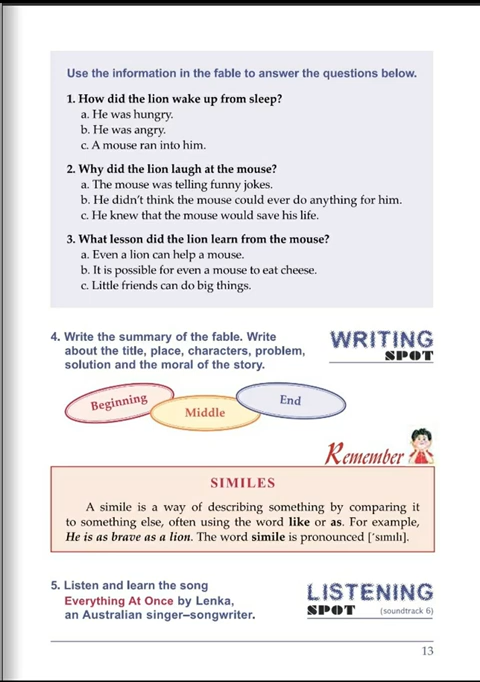 Use the information in the fable to answer the questions below.
1. How did the lion wake up from sleep?
a. He was hungry.
b. He was angry.
c. A mouse ran into him.
2. Why did the lion laugh at the mouse?
a. The mouse was telling funny jokes.
b. He didn't think the mouse could ever do anything for him.
c. He knew that the mouse would save his life.
3. What lesson did the lion learn from the mouse?
a. Even a lion can help a mouse.
b. It is possible for even a mouse to eat cheese.
c. Little friends can do big things.
4. Write the summary of the fable. Write
about the title, place, characters, problem,
solution and the moral of the story.
WRITING
SPOT
Beginning
Middle
End
Remember
SIMILES
A simile is a way of describing something by comparing it
to something else, often using the word like or as. For example,
He is as brave as a lion. The word simile is pronounced ['sɪmɪlɪ].
5. Listen and learn the song
Everything At Once by Lenka,
an Australian singer–songwriter.
LISTENING
SPOT
(soundtrack 6)
13